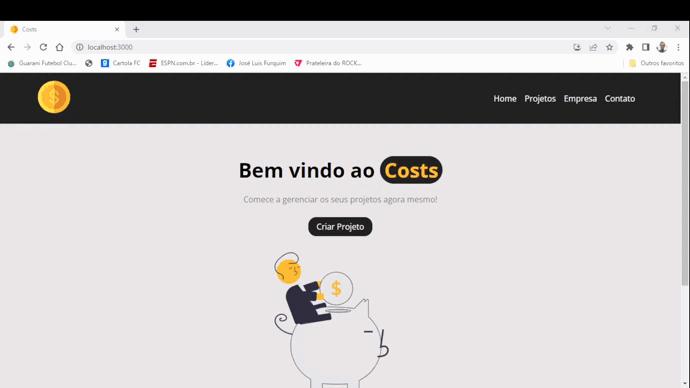 Costs
localhost:3000
Guarani Futebol Clu...
Cartola FC
ESPN.com.br - Líder...
José Luis Furquim
Prateleira do ROCK...
Outros favoritos
$
Home Projetos Empresa Contato
Bem vindo ao Costs
Comece a gerenciar os seus projetos agora mesmo!
Criar Projeto
$